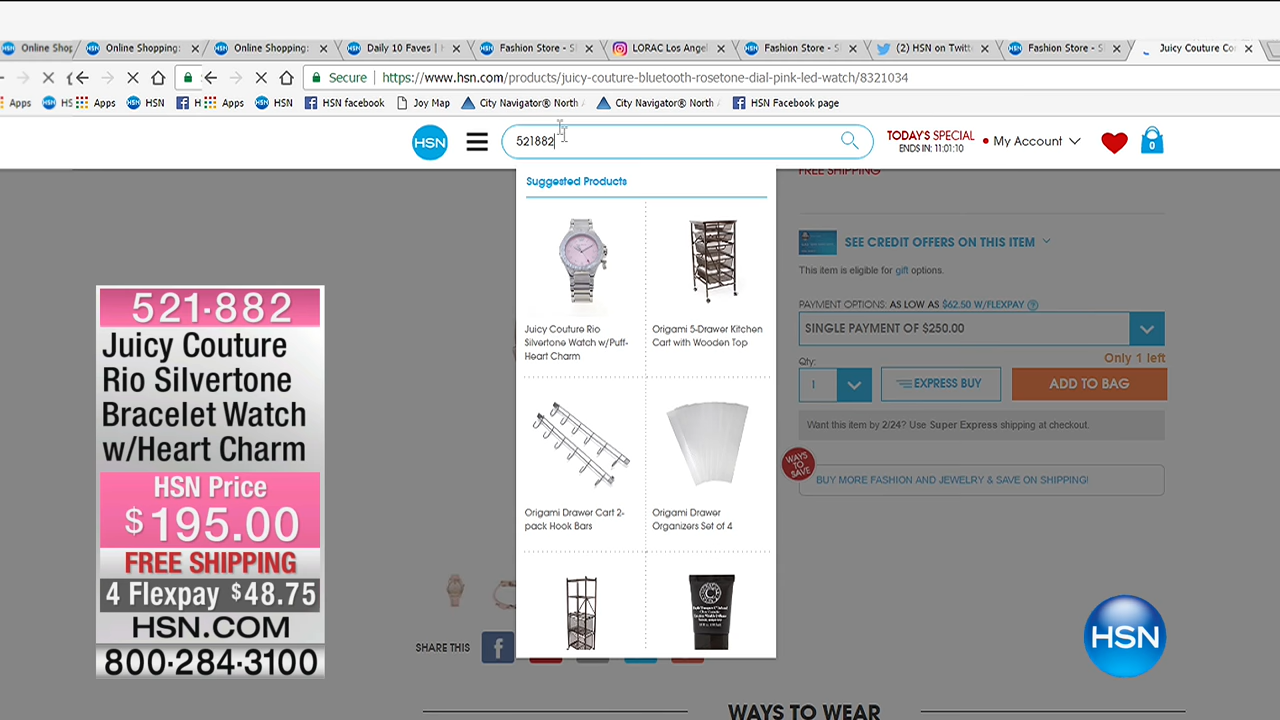 Online Shop
Online Shopping:
Online Shopping:
Daily 10 Faves | H
Fashion Store - S
LORAC Los Angel
Fashion Store - S
(2) HSN on Twitt
Fashion Store - S
Juicy Couture Co
Secure
https://www.hsn.com/products/juicy-couture-bluetooth-rosetone-dial-pink-led-watch/8321034
Apps
HS
Apps
HSN
H
Apps
HSN
HSN facebook
Joy Map
City Navigator® North
City Navigator® North
HSN Facebook page
HSN
521882
TODAY'S SPECIAL
ENDS IN: 11:01:10
My Account
0
Suggested Products
Juicy Couture Rio
Silvertone Watch w/Puff-
Heart Charm
Origami 5-Drawer Kitchen
Cart with Wooden Top
Origami Drawer Cart 2-
pack Hook Bars
Origami Drawer
Organizers Set of 4
FREE SHIPPING
SEE CREDIT OFFERS ON THIS ITEM
This item is eligible for gift options.
PAYMENT OPTIONS: AS LOW AS $62.50 W/FLEXPAY
SINGLE PAYMENT OF $250.00
Only 1 left
Qty:
1
EXPRESS BUY
ADD TO BAG
Want this item by 2/24? Use Super Express shipping at checkout.
WAYS
TO
SAVE
BUY MORE FASHION AND JEWELRY & SAVE ON SHIPPING!
SHARE THIS
WAYS TO WEAR
521-882
Juicy Couture
Rio Silvertone
Bracelet Watch
w/Heart Charm
HSN Price
$195.00
FREE SHIPPING
4 Flexpay $48.75
HSN.COM
800-284-3100
HSN